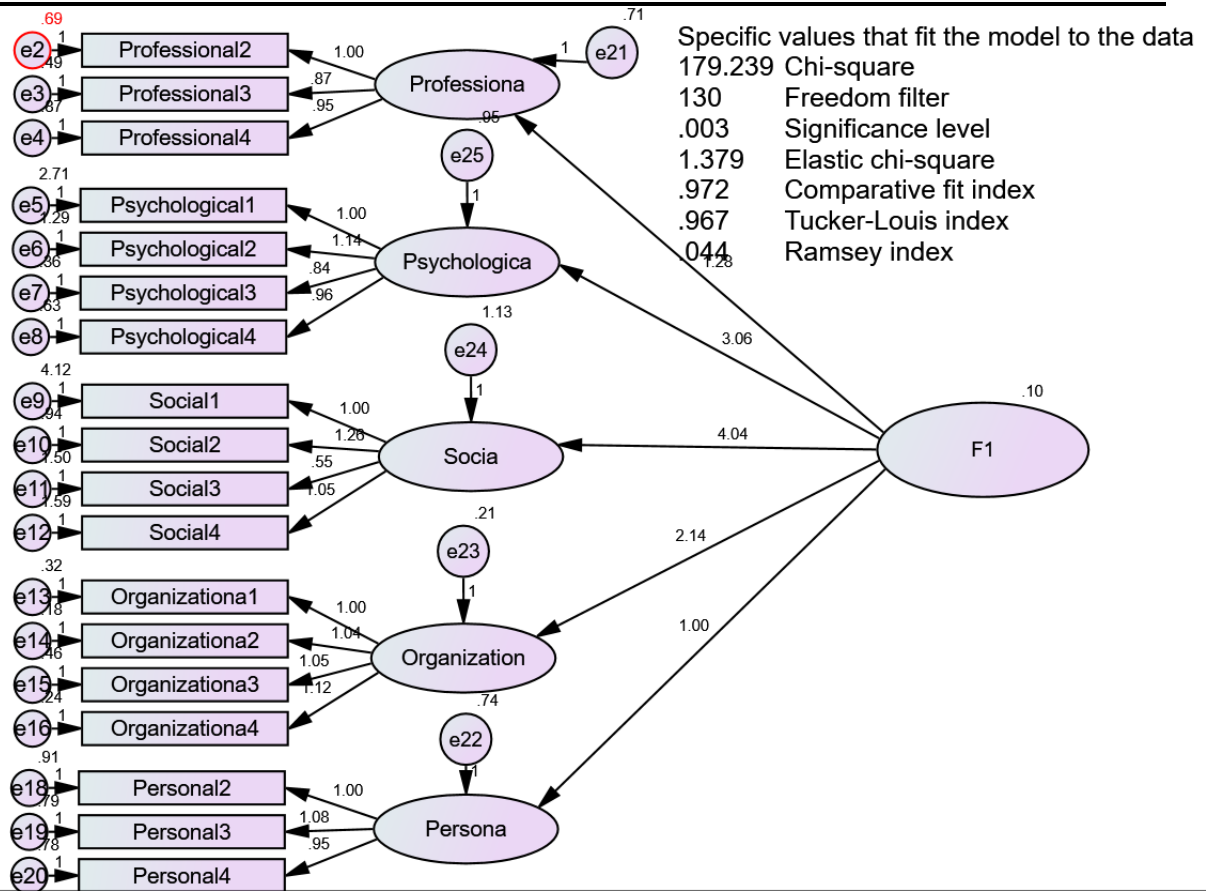 Specific values that fit the model to the data
179.239 Chi-square
130 Freedom filter
.003 Significance level
1.379 Elastic chi-square
.972 Comparative fit index
.967 Tucker-Louis index
.044 Ramsey index
.69
e2 1 Professional2 1.00
.49
e3 1 Professional3 .87
.87
e4 1 Professional4 .95
Professiona
1 e21 .71
2.71
e5 1 Psychological1 1.00
1.29
e6 1 Psychological2 1.14
.36
e7 1 Psychological3 .84
.63
e8 1 Psychological4 .96
.95
e25
1
Psychologica
4.12
e9 1 Social1 1.00
.94
e10 1 Social2 1.26
1.50
e11 1 Social3 .55
1.59
e12 1 Social4 1.05
1.13
e24
1
Socia
.32
e13 1 Organizationa1 1.00
.18
e14 1 Organizationa2 1.04
.46
e15 1 Organizationa3 1.05
.24
e16 1 Organizationa4 1.12
.21
e23
1
Organization
.91
e18 1 Personal2 1.00
.79
e19 1 Personal3 1.08
.78
e20 1 Personal4 .95
.74
e22
1
Persona
1.28
3.06
4.04
2.14
1.00
.10
F1